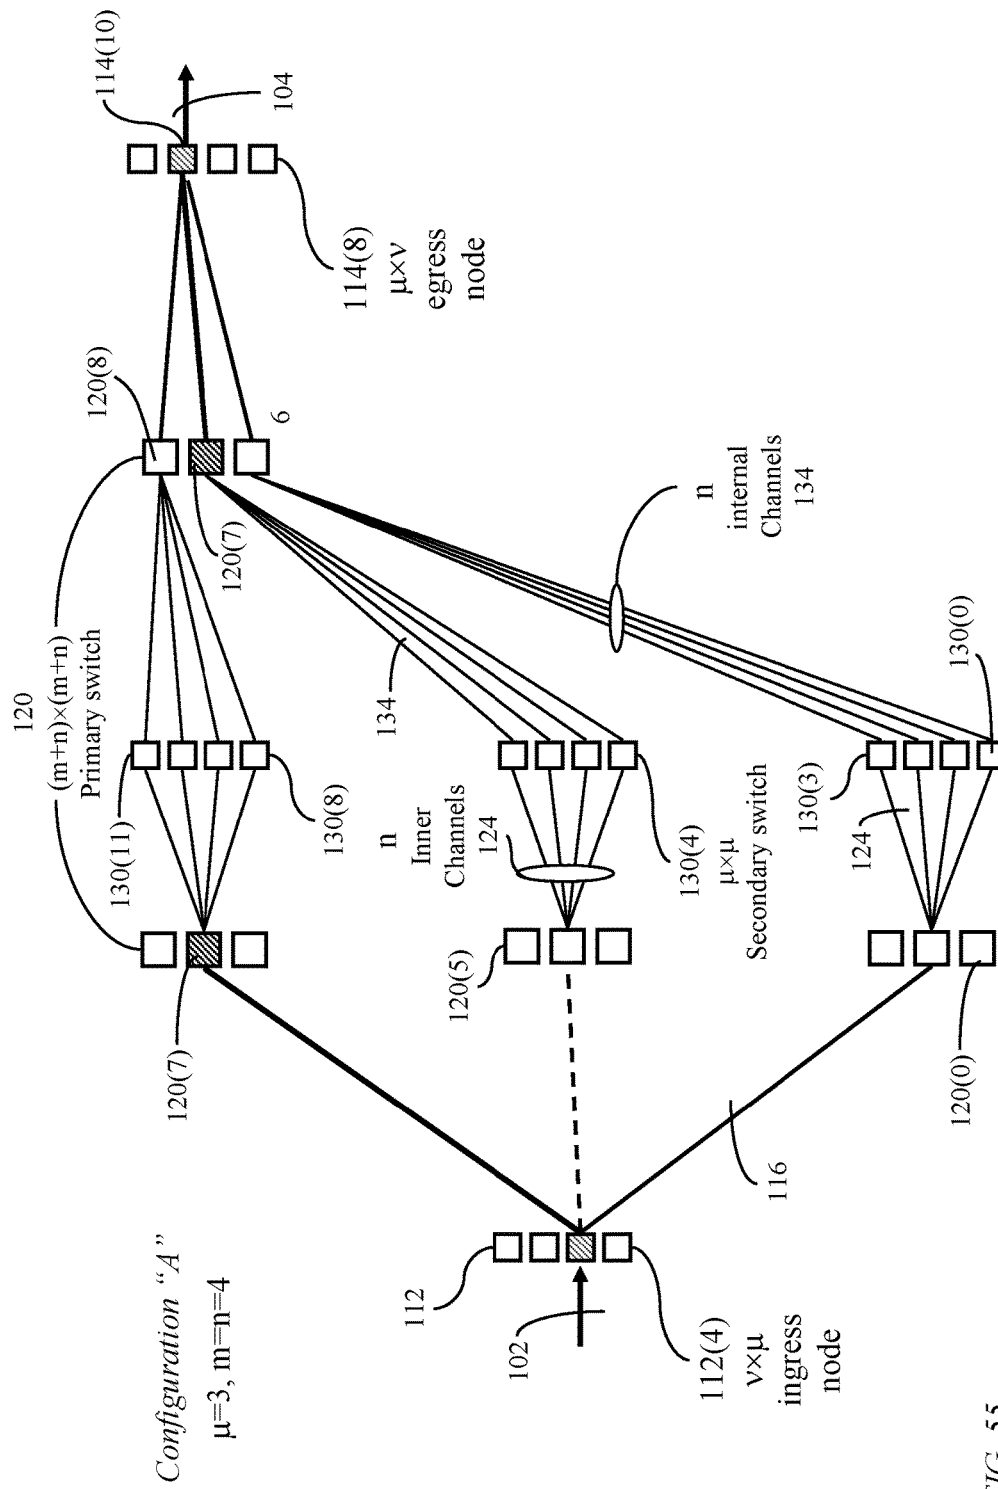 Configuration “A”
μ=3, m=n=4
120
(m+n)×(m+n)
Primary switch
120(7)
130(11)
130(8)
120(7)
120(8)
6
114(10)
104
114(8)
μ×ν
egress
node
112
102
112(4)
ν×μ
ingress
node
120(5)
n
Inner
Channels
124
134
130(4)
μ×μ
Secondary switch
n
internal
Channels
134
116
120(0)
124
130(3)
130(0)